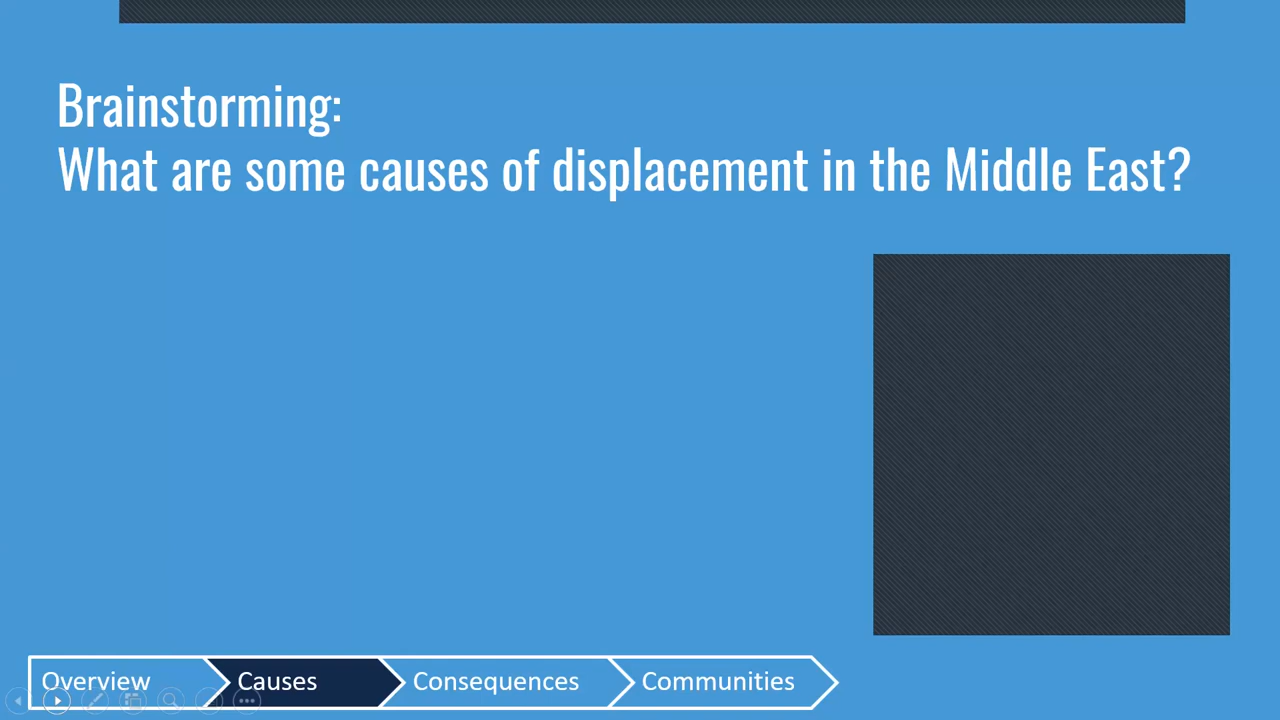 Brainstorming:
What are some causes of displacement in the Middle East?
Overview
Causes
Consequences
Communities